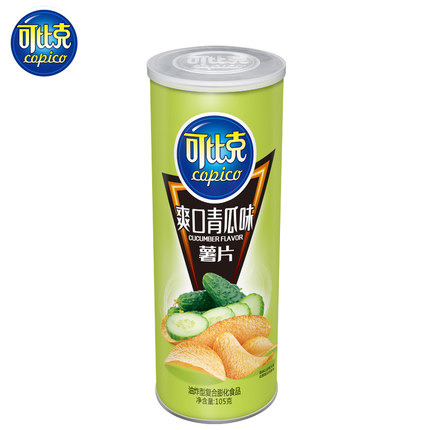 可比克
copico
可比克
copico
爽口青瓜味
CUCUMBER FLAVOR
薯片
油炸型复合膨化食品
净含量:105克